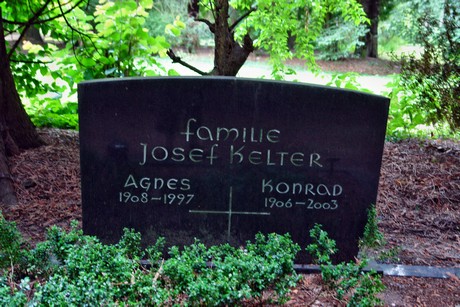 familie
Josef Kelter
Agnes Konrad
1908-1997 1906-2003